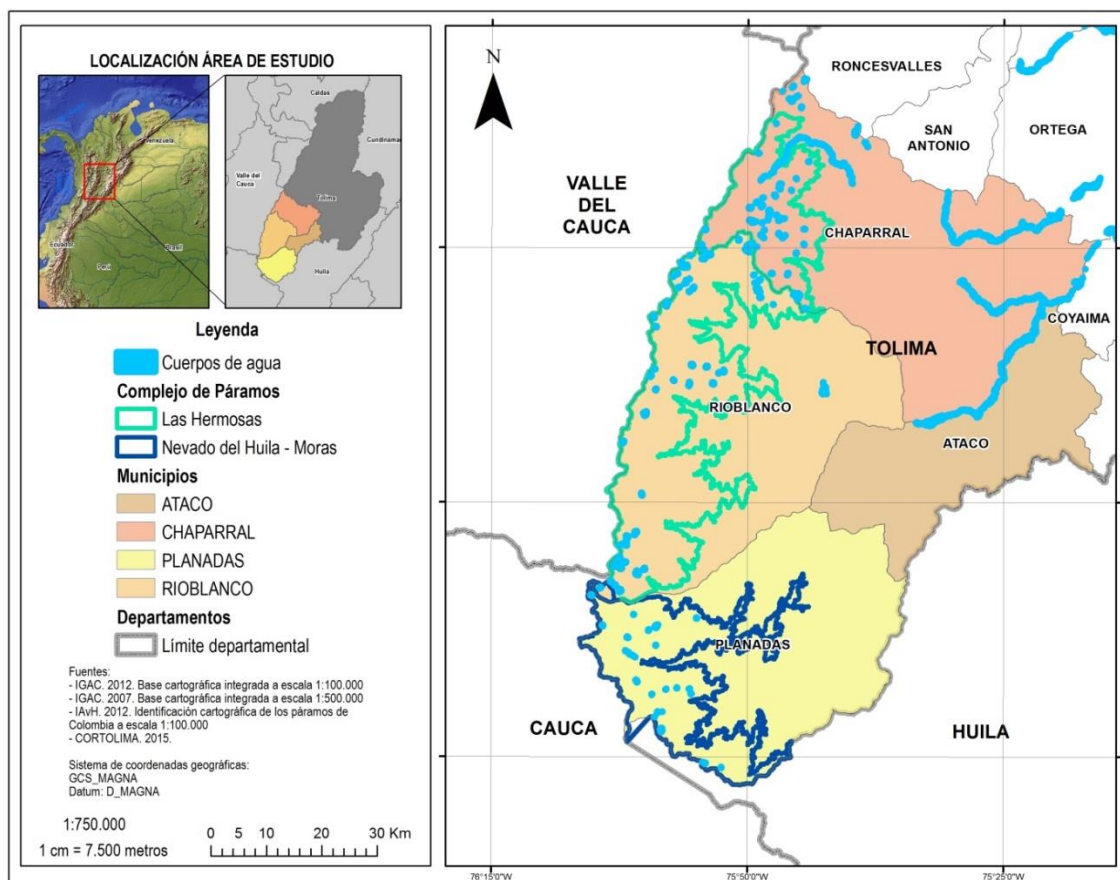 LOCALIZACIÓN ÁREA DE ESTUDIO
Venezuela
Ecuador
Perú
Brasil
Caldas
Cundinamar
Valle del
Cauca
Tolima
Huila
Leyenda
Cuerpos de agua
Complejo de Páramos
Las Hermosas
Nevado del Huila - Moras
Municipios
ATACO
CHAPARRAL
PLANADAS
RIOBLANCO
Departamentos
Límite departamental
Fuentes:
- IGAC. 2012. Base cartográfica integrada a escala 1:100.000
- IGAC. 2007. Base cartográfica integrada a escala 1:500.000
- IAvH. 2012. Identificación cartográfica de los páramos de
Colombia a escala 1:100.000
- CORTOLIMA. 2015.
Sistema de coordenadas geográficas:
GCS_MAGNA
Datum: D_MAGNA
1:750.000
1 cm = 7.500 metros
0 5 10 20 30 Km
N
RONCESVALLES
SAN
ANTONIO
ORTEGA
VALLE
DEL
CAUCA
CHAPARRAL
COYAIMA
TOLIMA
RIOBLANCO
ATACO
PLANADAS
CAUCA
HUILA
76°15'0"W
75°50'0"W
75°25'0"W